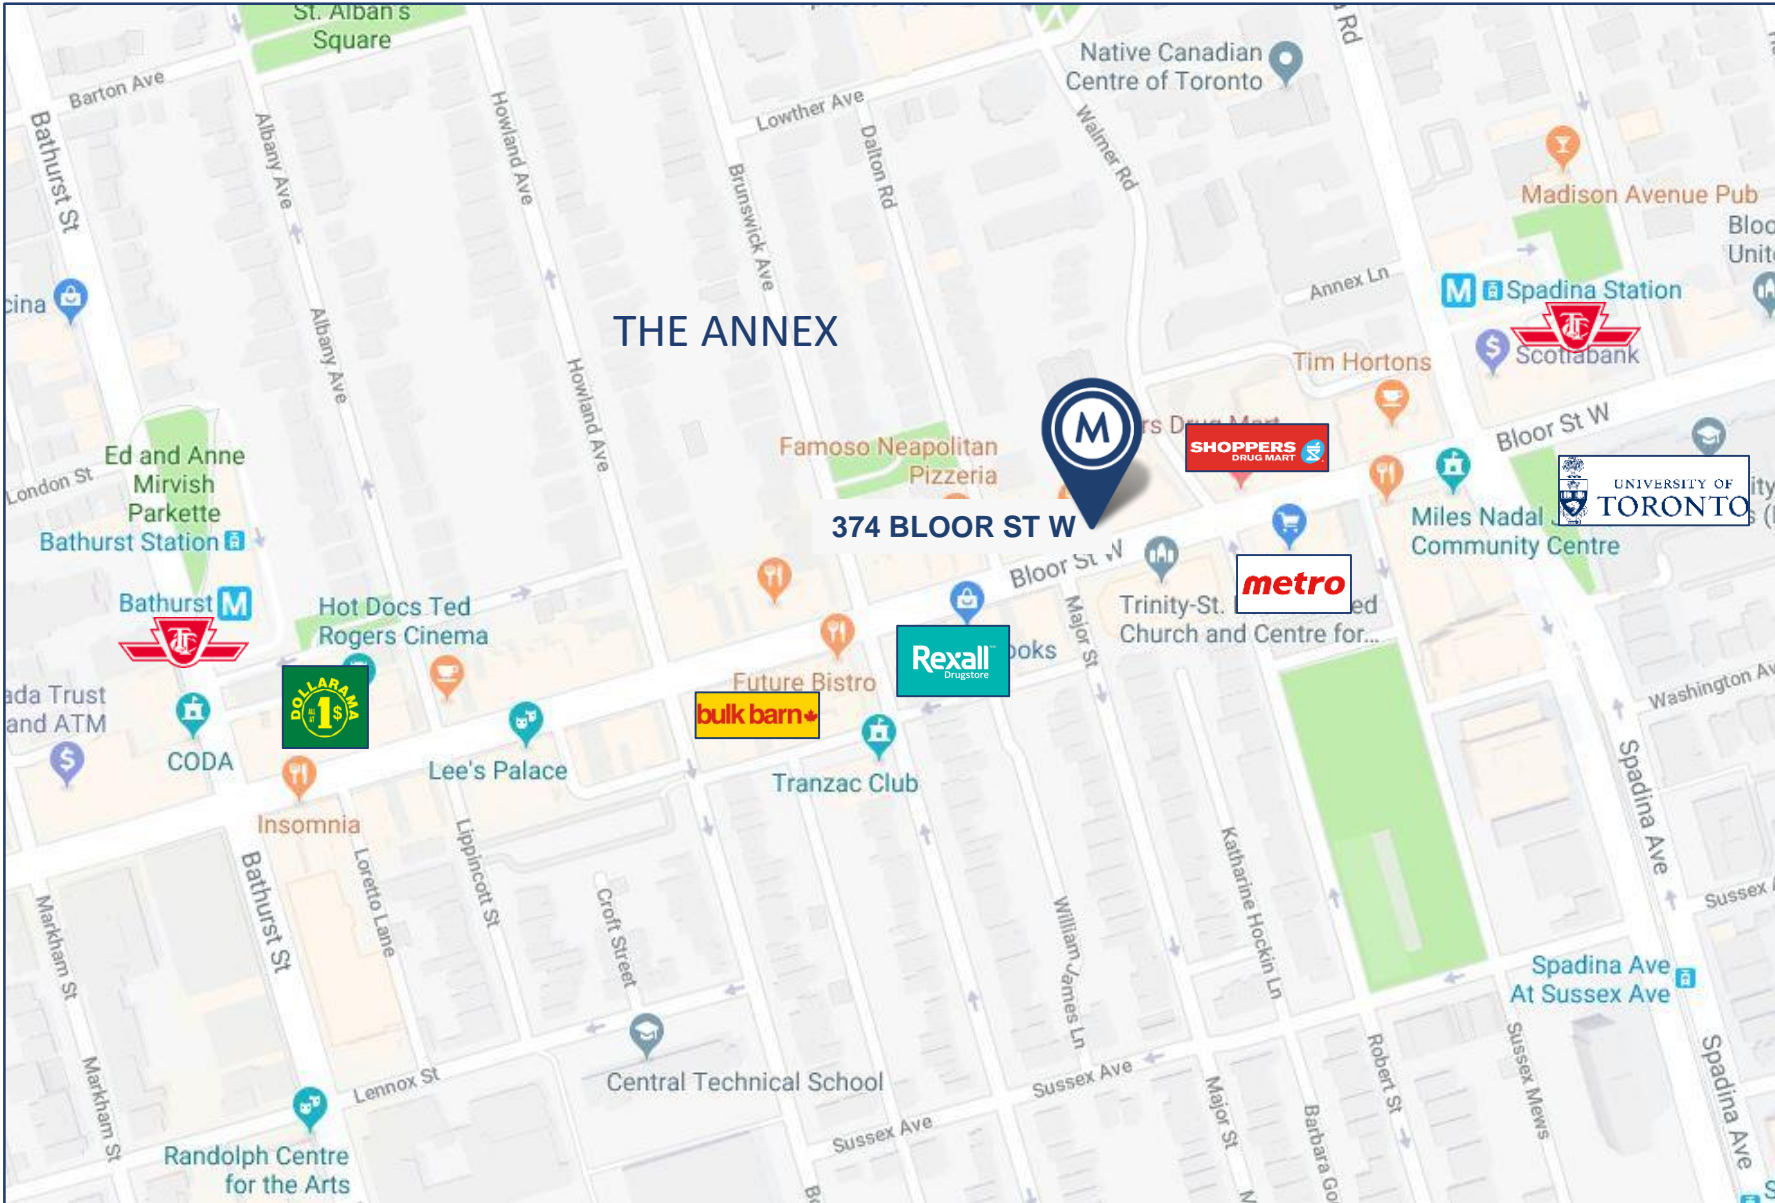 St. Alban's
Square
Rd
Native Canadian
Centre of Toronto
Barton Ave
Bathurst St
Albany Ave
Howland Ave
Lowther Ave
Dalton Rd
Walmer Rd
Brunswick Ave
Madison Avenue Pub
Annex Ln
M Spadina Station
Scotiabank
Albany Ave
THE ANNEX
Tim Hortons
Howland Ave
M
SHOPPERS
DRUG MART
Bloor St W
Famoso Neapolitan
Pizzeria
Ed and Anne
Mirvish
Parkette
London St
Bathurst Station
UNIVERSITY OF
TORONTO
374 BLOOR ST W
Miles Nadal
Community Centre
Bloor St W
metro
Bathurst M
Hot Docs Ted
Rogers Cinema
Trinity-St.
Church and Centre for...
Major St
Rexall
Drugstore
Future Bistro
bulk barn
DOLLARAMA
1$
Trust
and ATM
CODA
Lee's Palace
Tranzac Club
Washington Av
Spadina Ave
Insomnia
Lippincott St
Loretto Lane
Bathurst St
Markham St
Croft Street
William James Ln
Katharine Hockin Ln
Sussex
Spadina Ave
At Sussex Ave
Central Technical School
Lennox St
Sussex Ave
Sussex Ave
Major St
Robert St
Sussex Mews
Spadina Ave
Markham St
Randolph Centre
for the Arts